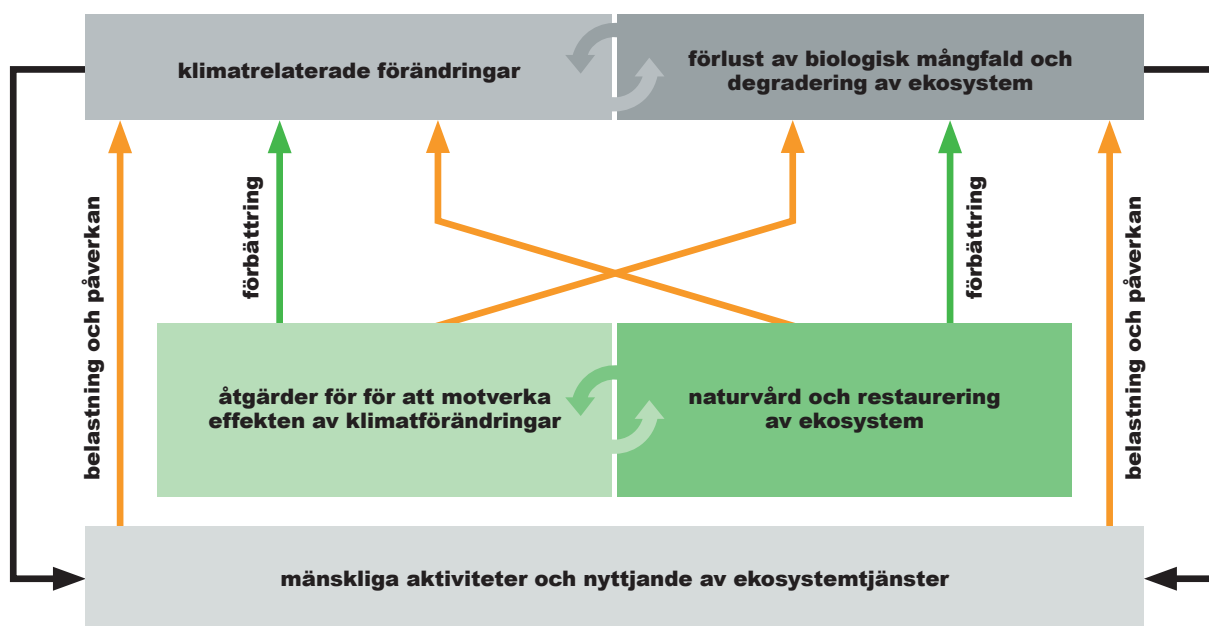 klimatrelaterade förändringar
förlust av biologisk mångfald och
degradering av ekosystem
belastning och påverkan
förbättring
förbättring
belastning och påverkan
åtgärder för för att motverka
effekten av klimatförändringar
naturvård och restaurering
av ekosystem
mänskliga aktiviteter och nyttjande av ekosystemtjänster